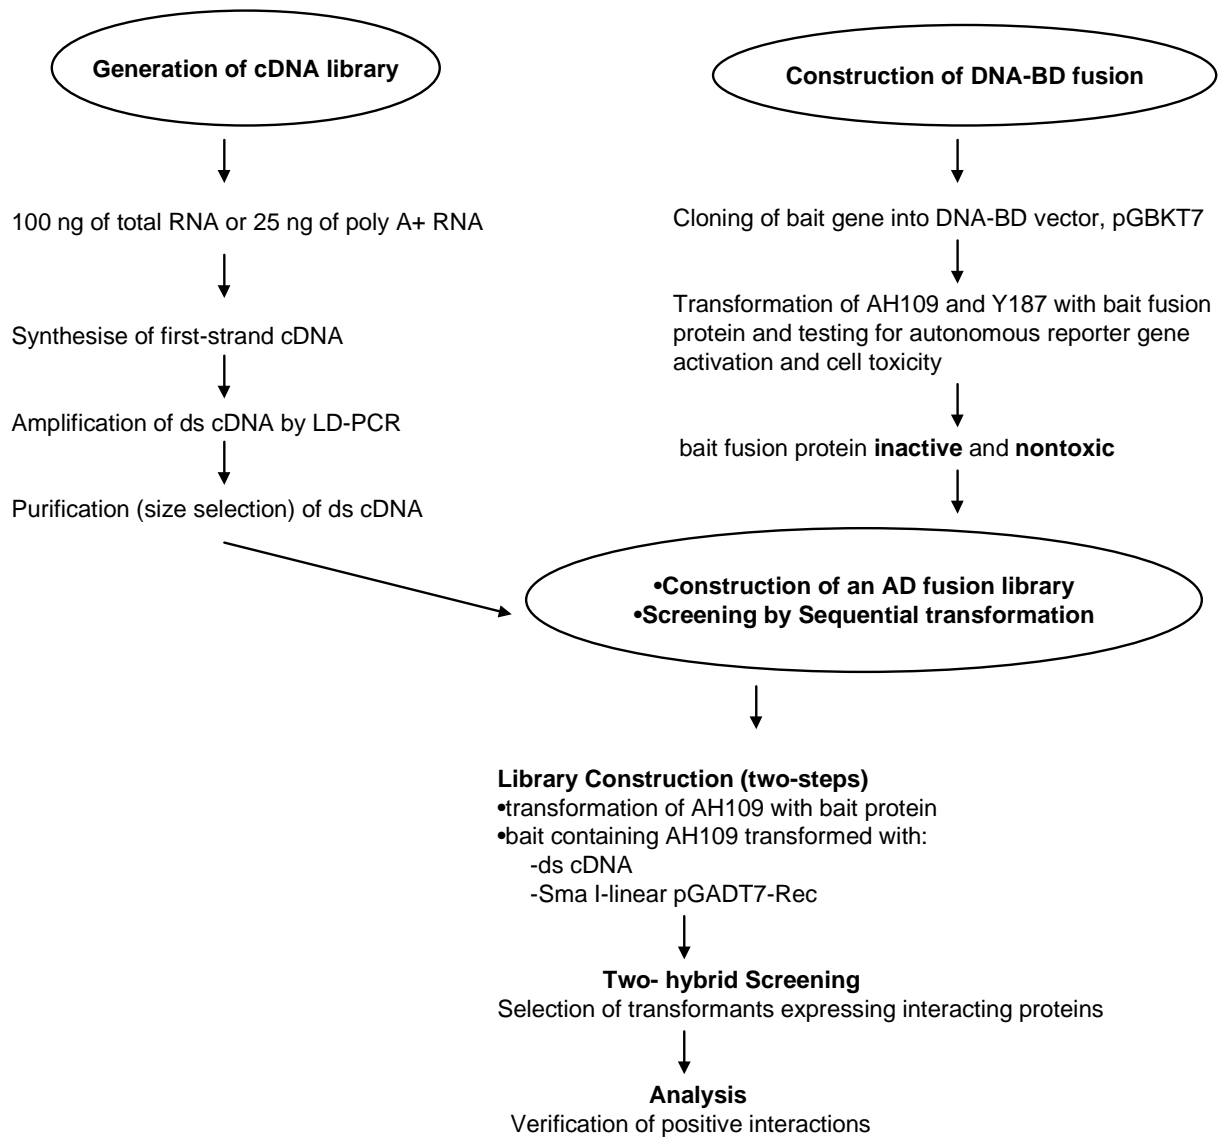 Generation of cDNA library
100 ng of total RNA or 25 ng of poly A+ RNA
Synthesise of first-strand cDNA
Amplification of ds cDNA by LD-PCR
Purification (size selection) of ds cDNA
Construction of DNA-BD fusion
Cloning of bait gene into DNA-BD vector, pGBKT7
Transformation of AH109 and Y187 with bait fusion
protein and testing for autonomous reporter gene
activation and cell toxicity
bait fusion protein inactive and nontoxic
•Construction of an AD fusion library
•Screening by Sequential transformation
Library Construction (two-steps)
•transformation of AH109 with bait protein
•bait containing AH109 transformed with:
-ds cDNA
-Sma I-linear pGADT7-Rec
Two- hybrid Screening
Selection of transformants expressing interacting proteins
Analysis
Verification of positive interactions